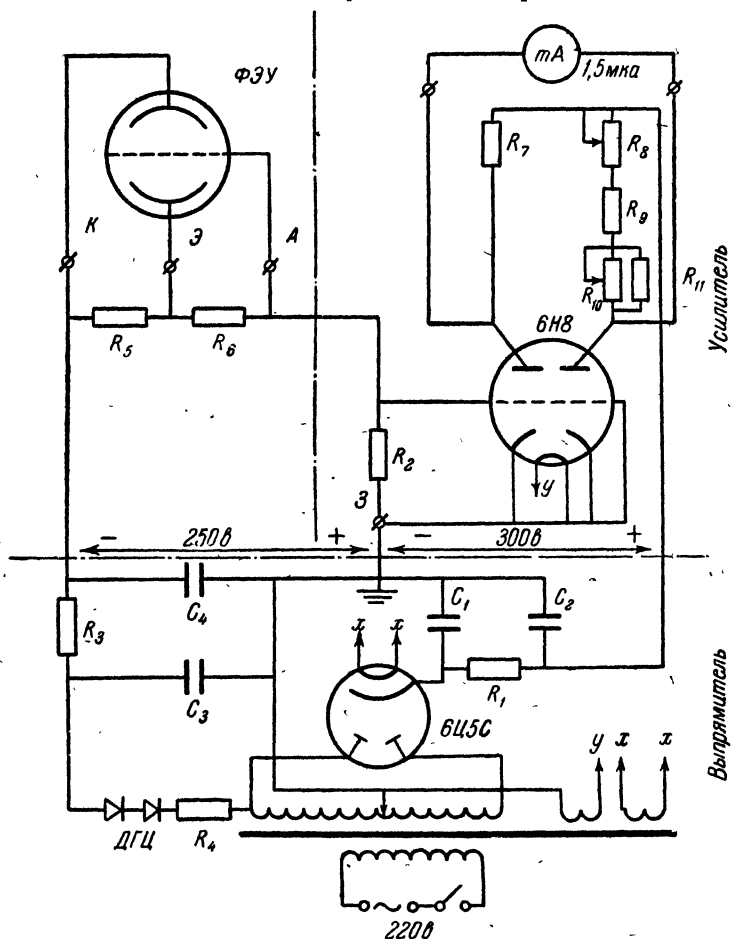 ФЭУ
mA
1,5мка
R7
R8
R9
R10
R11
К
Э
А
R5
R6
6Н8
Усилитель
R2
У
З
− 250в +
− 300в +
C4
C1
C2
R3
x x
R1
C3
6Ц5С
Выпрямитель
y x x
ДГЦ
R4
220в